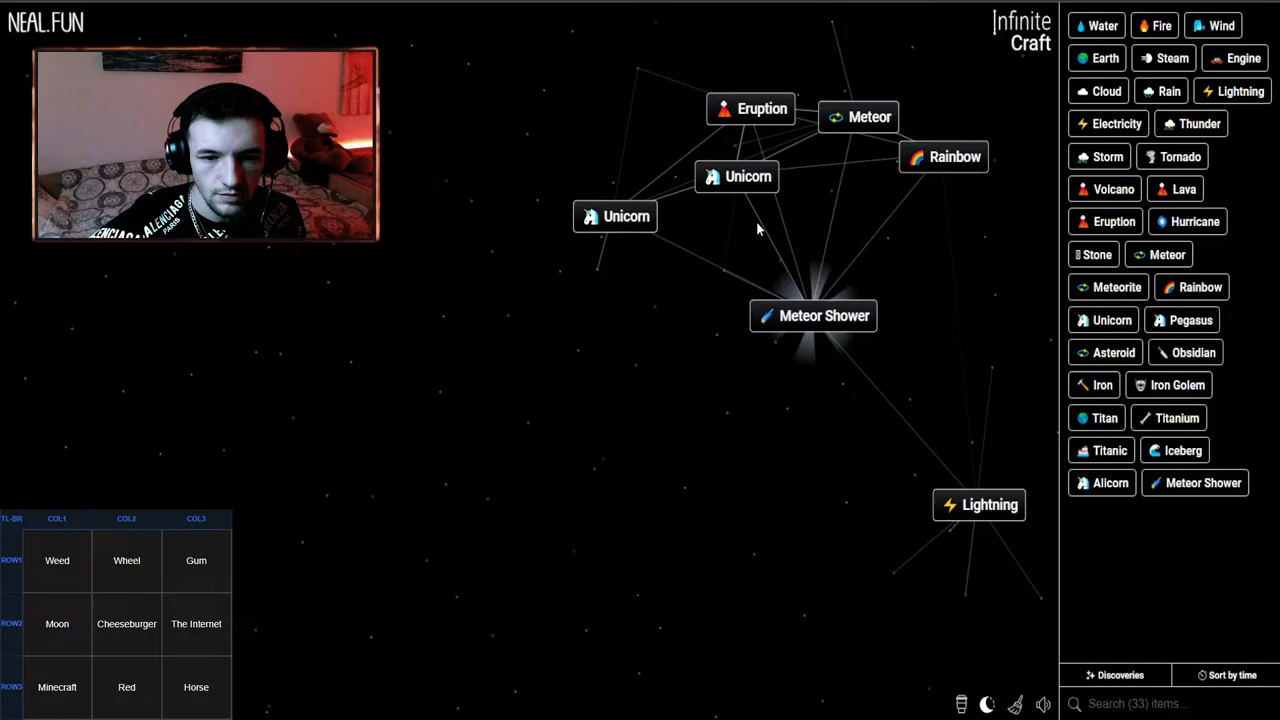 NEAL.FUN
Infinite
Craft
BALENCIAGA
PARIS
Eruption
Meteor
Rainbow
Unicorn
Unicorn
Meteor Shower
Lightning
Water Fire Wind
Earth Steam Engine
Cloud Rain Lightning
Electricity Thunder
Storm Tornado
Volcano Lava
Eruption Hurricane
Stone Meteor
Meteorite Rainbow
Unicorn Pegasus
Asteroid Obsidian
Iron Iron Golem
Titan Titanium
Titanic Iceberg
Alicorn Meteor Shower
Discoveries Sort by time
Search (33) items...
TL-BR COL1 COL2 COL3
ROW1 Weed Wheel Gum
ROW2 Moon Cheeseburger The Internet
ROW3 Minecraft Red Horse